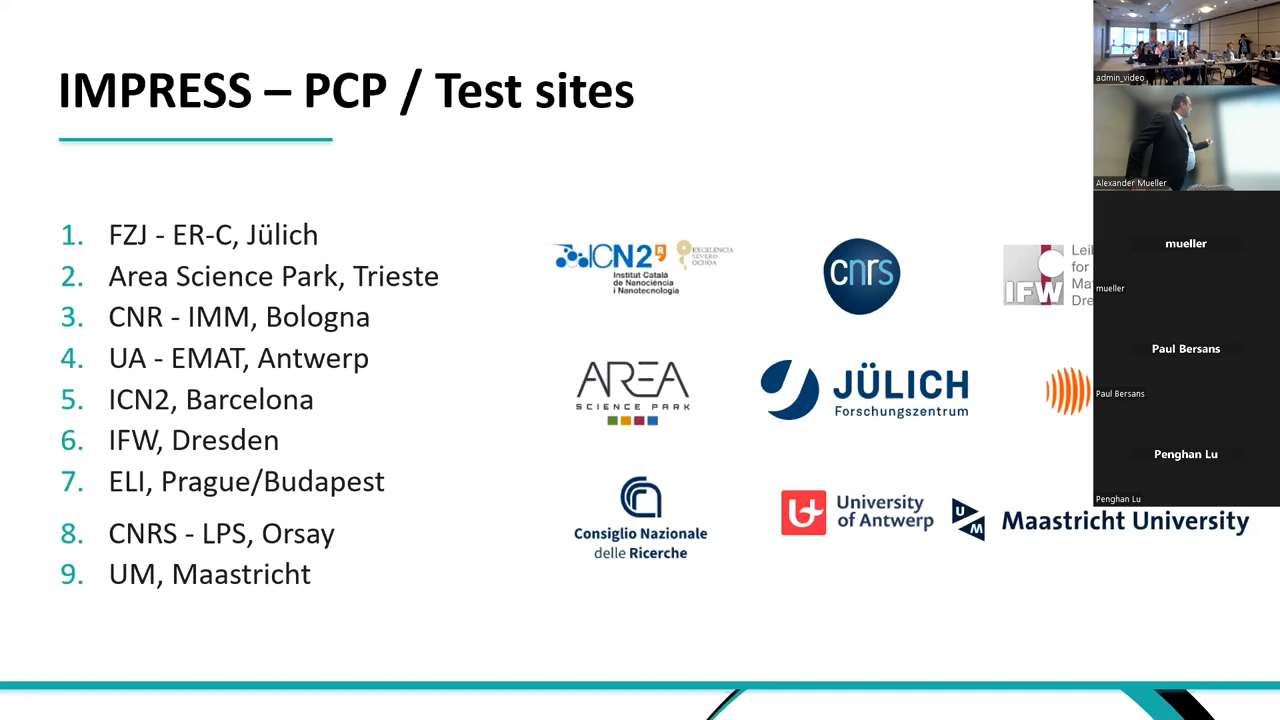 IMPRESS – PCP / Test sites
1. FZJ - ER-C, Jülich
2. Area Science Park, Trieste
3. CNR - IMM, Bologna
4. UA - EMAT, Antwerp
5. ICN2, Barcelona
6. IFW, Dresden
7. ELI, Prague/Budapest
8. CNRS - LPS, Orsay
9. UM, Maastricht
ICN2
Institut Català
de Nanociència
i Nanotecnologia
EXCELENCIA
SEVERO
OCHOA
cnrs
IFW
Leib
for
Ma
Dre
AREA
SCIENCE PARK
JÜLICH
Forschungszentrum
Consiglio Nazionale
delle Ricerche
University
of Antwerp
UM
Maastricht University
admin_video
Alexander Mueller
mueller
mueller
Paul Bersans
Paul Bersans
Penghan Lu
Penghan Lu